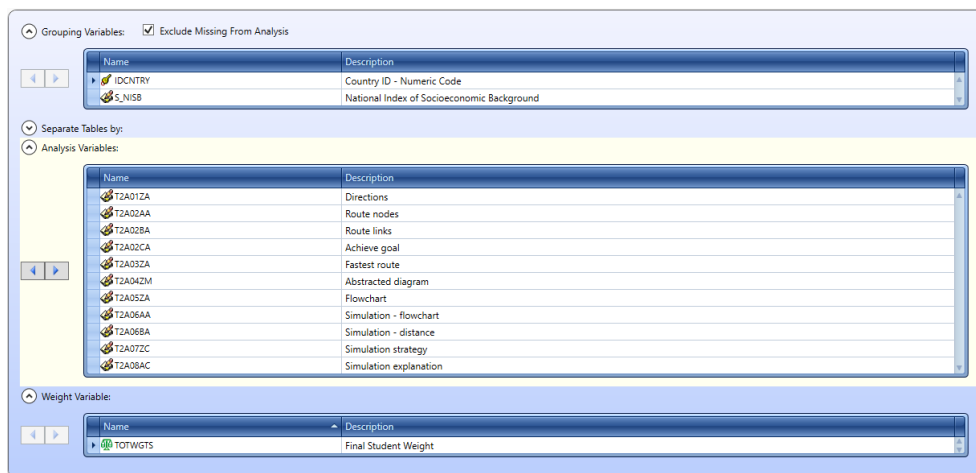 Grouping Variables: Exclude Missing From Analysis
Name Description
IDCNTRY Country ID - Numeric Code
S_NISB National Index of Socioeconomic Background
Separate Tables by:
Analysis Variables:
Name Description
T2A01ZA Directions
T2A02AA Route nodes
T2A02BA Route links
T2A02CA Achieve goal
T2A03ZA Fastest route
T2A04ZM Abstracted diagram
T2A05ZA Flowchart
T2A06AA Simulation - flowchart
T2A06BA Simulation - distance
T2A07ZC Simulation strategy
T2A08AC Simulation explanation
Weight Variable:
Name Description
TOTWGTS Final Student Weight